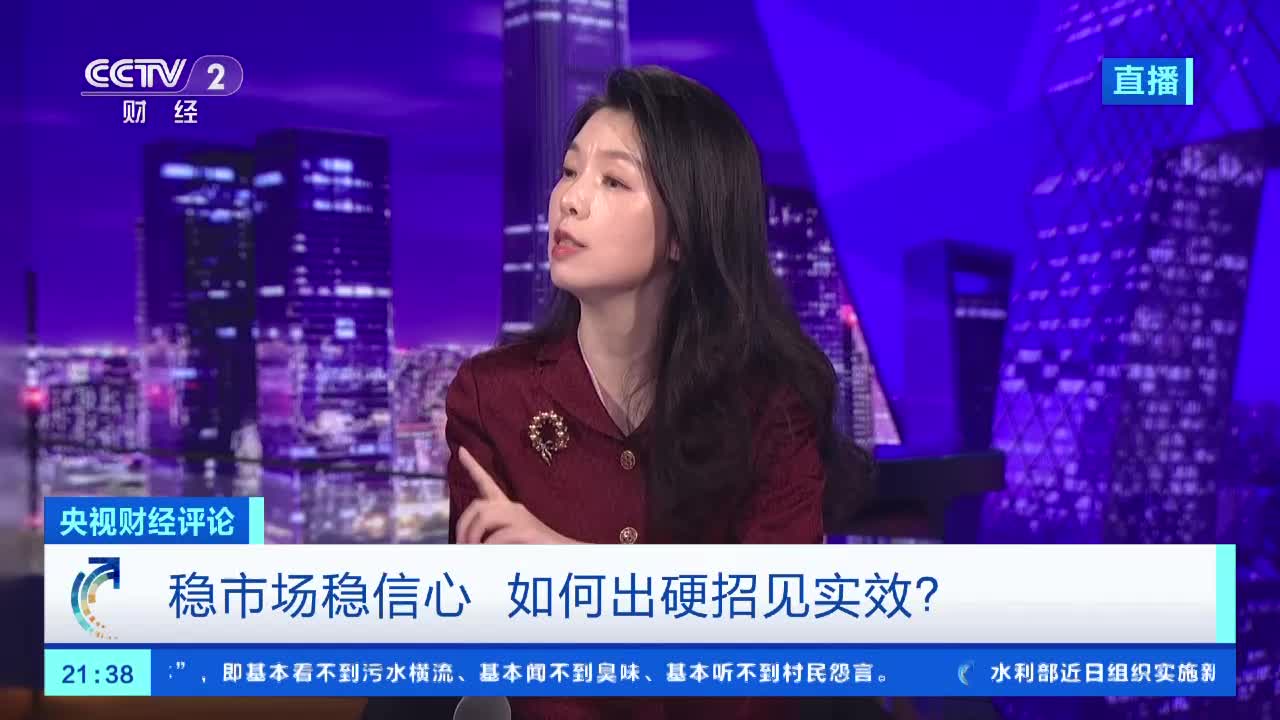 CCTV 2
财 经
直播
央视财经评论
稳市场稳信心 如何出硬招见实效?
21:38
”，即基本看不到污水横流、基本闻不到臭味、基本听不到村民怨言。 水利部近日组织实施新